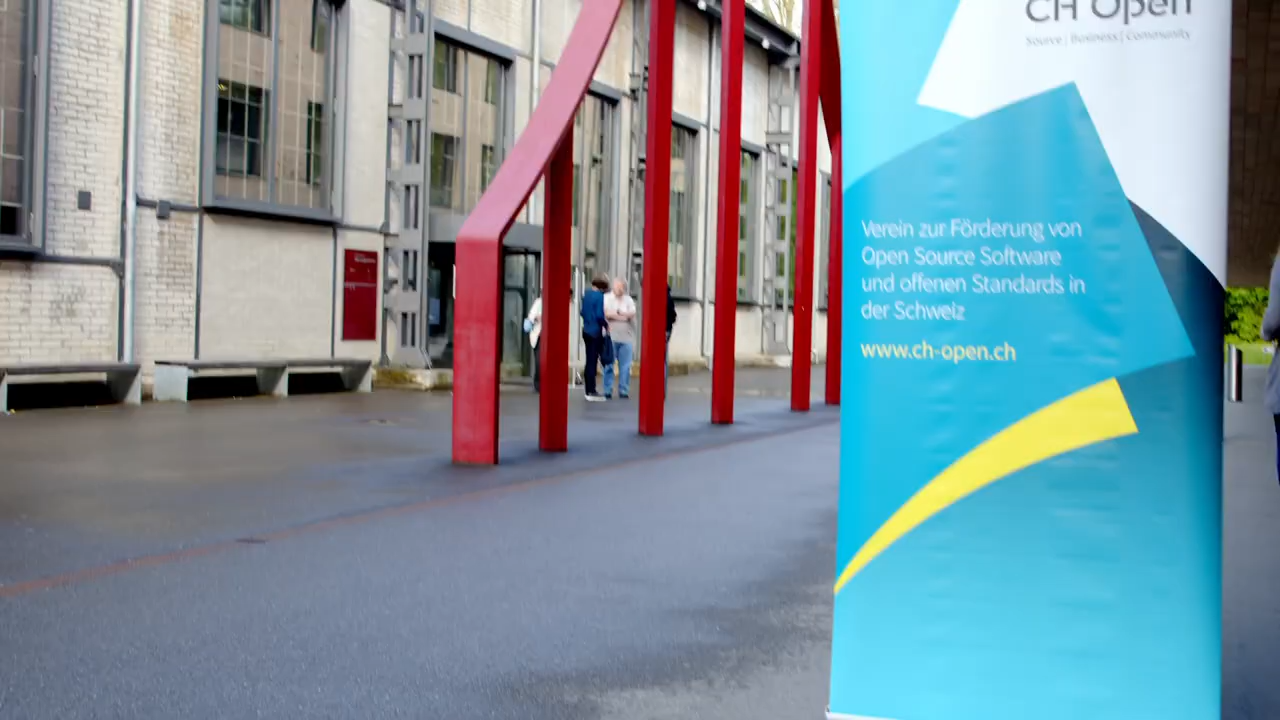 CH Open
Source | Business | Community
Verein zur Förderung von
Open Source Software
und offenen Standards in
der Schweiz
www.ch-open.ch